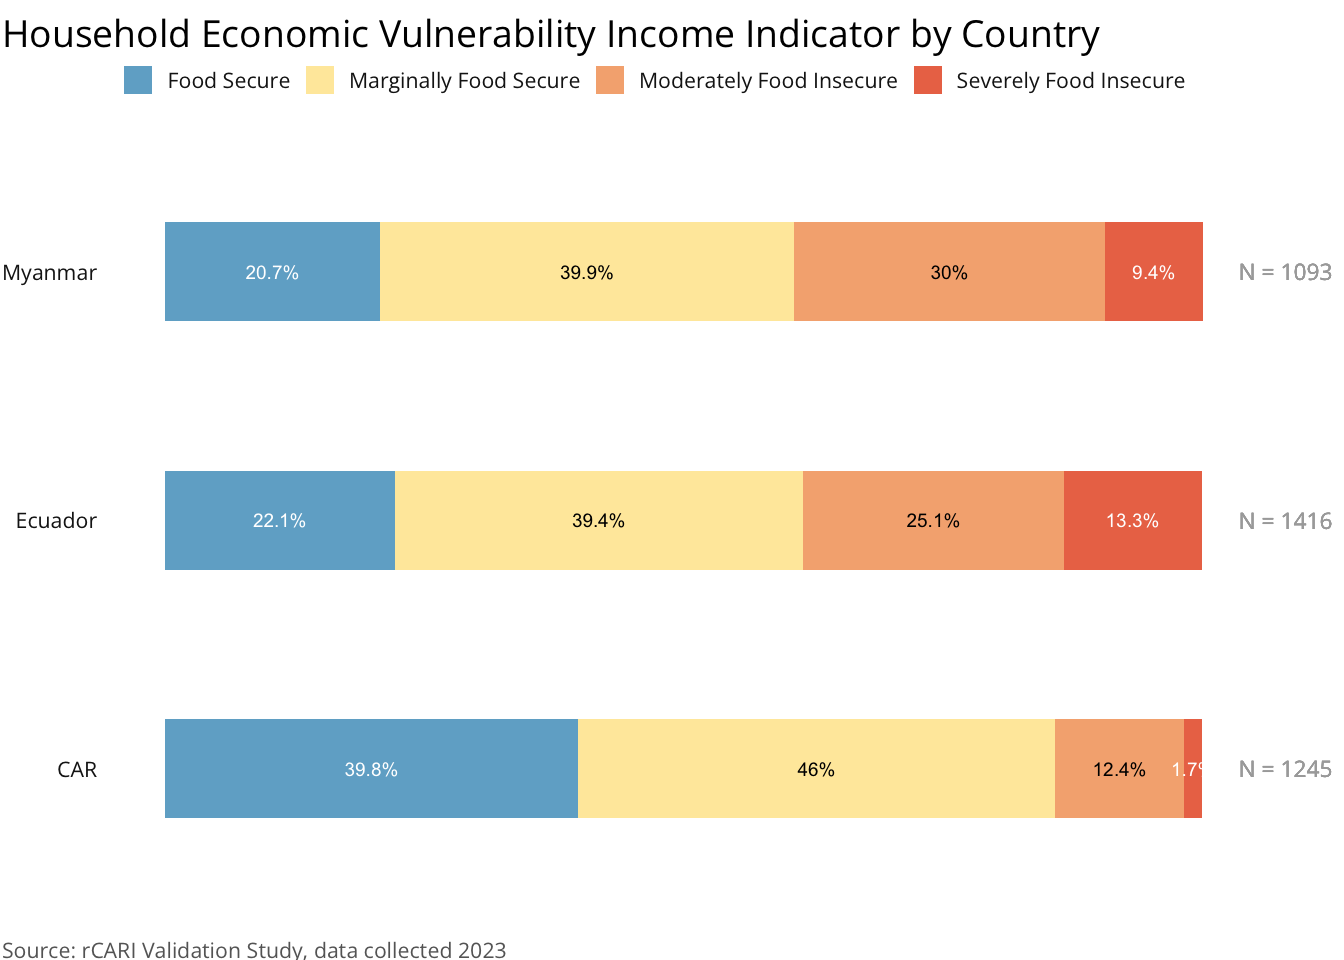 Household Economic Vulnerability Income Indicator by Country
Food Secure Marginally Food Secure Moderately Food Insecure Severely Food Insecure
Myanmar 20.7% 39.9% 30% 9.4% N = 1093
Ecuador 22.1% 39.4% 25.1% 13.3% N = 1416
CAR 39.8% 46% 12.4% 1.7% N = 1245
Source: rCARI Validation Study, data collected 2023